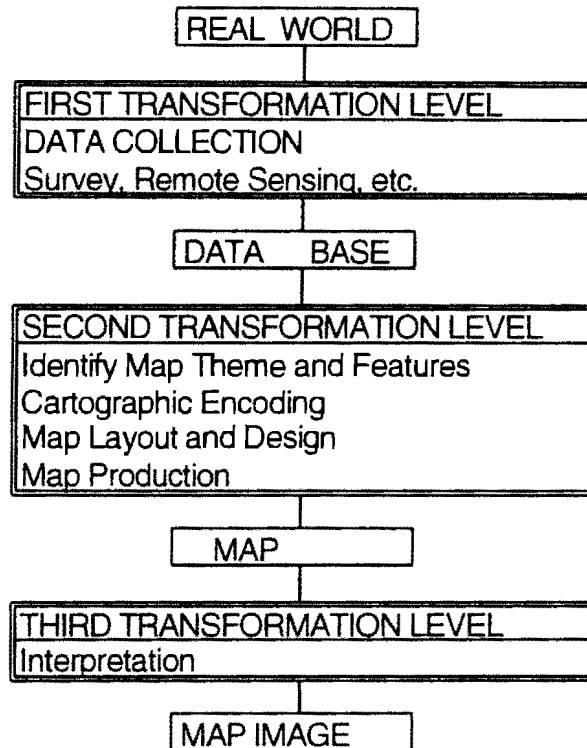 REAL WORLD
FIRST TRANSFORMATION LEVEL
DATA COLLECTION
Survey, Remote Sensing, etc.
DATA BASE
SECOND TRANSFORMATION LEVEL
Identify Map Theme and Features
Cartographic Encoding
Map Layout and Design
Map Production
MAP
THIRD TRANSFORMATION LEVEL
Interpretation
MAP IMAGE